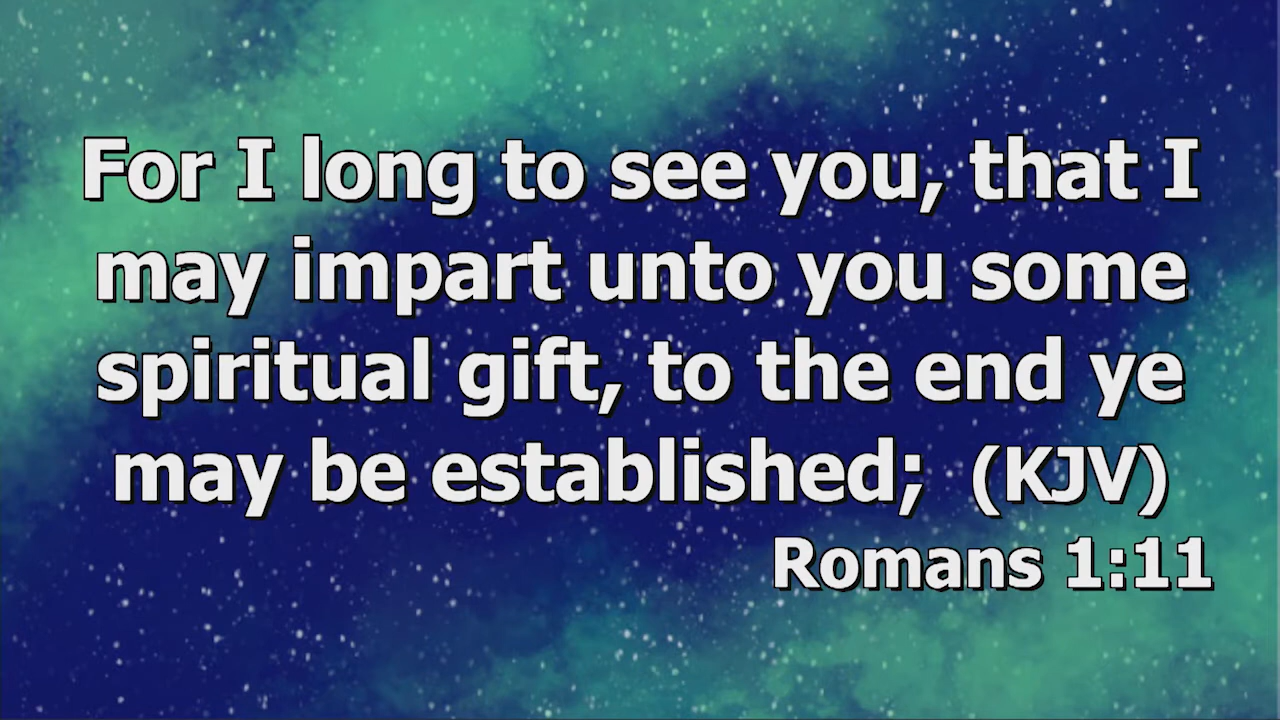 For I long to see you, that I
may impart unto you some
spiritual gift, to the end ye
may be established;  (KJV)
Romans 1:11